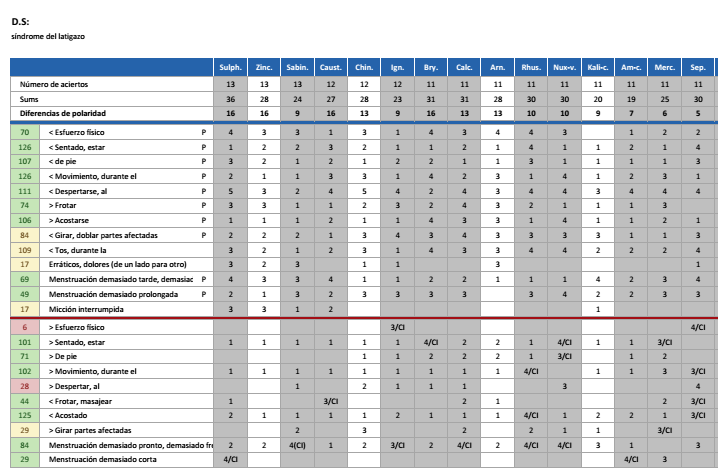 D.S:
síndrome del latigazo
Sulph. Zinc. Sabin. Caust. Chin. Ign. Bry. Calc. Arn. Rhus. Nux-v. Kali-c. Am-c. Merc. Sep.
Número de aciertos 13 13 13 12 12 12 11 11 11 11 11 11 11 11 11
Sums 36 28 24 27 28 23 31 31 28 30 30 20 19 25 30
Diferencias de polaridad 16 16 9 16 13 9 16 13 13 10 10 9 7 6 5
70 < Esfuerzo físico P 4 3 3 1 3 1 4 3 4 4 3 1 2 2
126 < Sentado, estar P 1 2 2 3 2 1 1 2 1 4 1 1 2 1 4
107 < de pie P 3 2 1 2 1 2 2 1 1 3 1 1 1 1 3
126 < Movimiento, durante el P 2 1 1 3 3 1 4 2 1 4 4 1 2 3 1
111 < Despertarse, al P 5 3 2 4 5 4 2 4 3 4 4 3 4 4 4
74 > Frotar P 3 3 1 1 2 3 2 4 3 2 1 1 1 3
106 > Acostarse P 1 1 1 2 1 1 4 3 3 1 4 1 1 2 1
84 < Girar, doblar partes afectadas P 2 2 2 1 3 4 3 4 3 3 3 1 1 3
109 < Tos, durante la 3 2 1 2 3 1 4 3 3 4 4 2 2 2 4
17 Erráticos, dolores (de un lado para otro) 3 2 3 1 1 3 1
69 Menstruación demasiado tarde, demasiac P 4 3 3 4 1 1 2 2 1 1 1 4 2 3 4
49 Menstruación demasiado prolongada P 2 1 3 2 3 3 3 3 3 4 2 2 3 3
17 Micción interrumpida 3 3 1 2 1
6 > Esfuerzo físico 3/CI 4/CI
101 > Sentado, estar 1 1 1 1 1 1 4/CI 2 2 1 4/CI 1 1 3/CI
71 > De pie 1 1 2 2 2 1 3/CI 1 2
102 > Movimiento, durante el 1 1 1 1 1 1 1 1 1 4/CI 1 1 3 3/CI
28 > Despertar, al 1 2 1 1 1 3 4
44 < Frotar, masajear 1 3/CI 2 1 2 3/CI
125 < Acostado 2 1 1 1 1 2 1 1 1 4/CI 1 2 2 1 3/CI
29 > Girar partes afectadas 2 3 2 2 1 1 3/CI
84 Menstruación demasiado pronto, demasiado fre 2 2 4(CI) 1 2 3/CI 2 4/CI 2 4/CI 4/CI 3 1 3
29 Menstruación demasiado corta 4/CI 4/CI 3